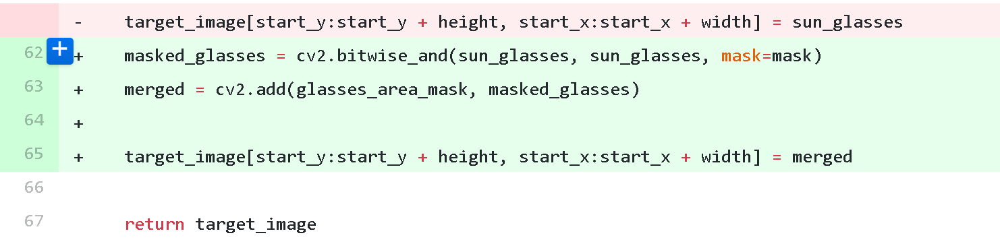 - target_image[start_y:start_y + height, start_x:start_x + width] = sun_glasses
62 + masked_glasses = cv2.bitwise_and(sun_glasses, sun_glasses, mask=mask)
63 + merged = cv2.add(glasses_area_mask, masked_glasses)
64 +
65 + target_image[start_y:start_y + height, start_x:start_x + width] = merged
66
67 return target_image